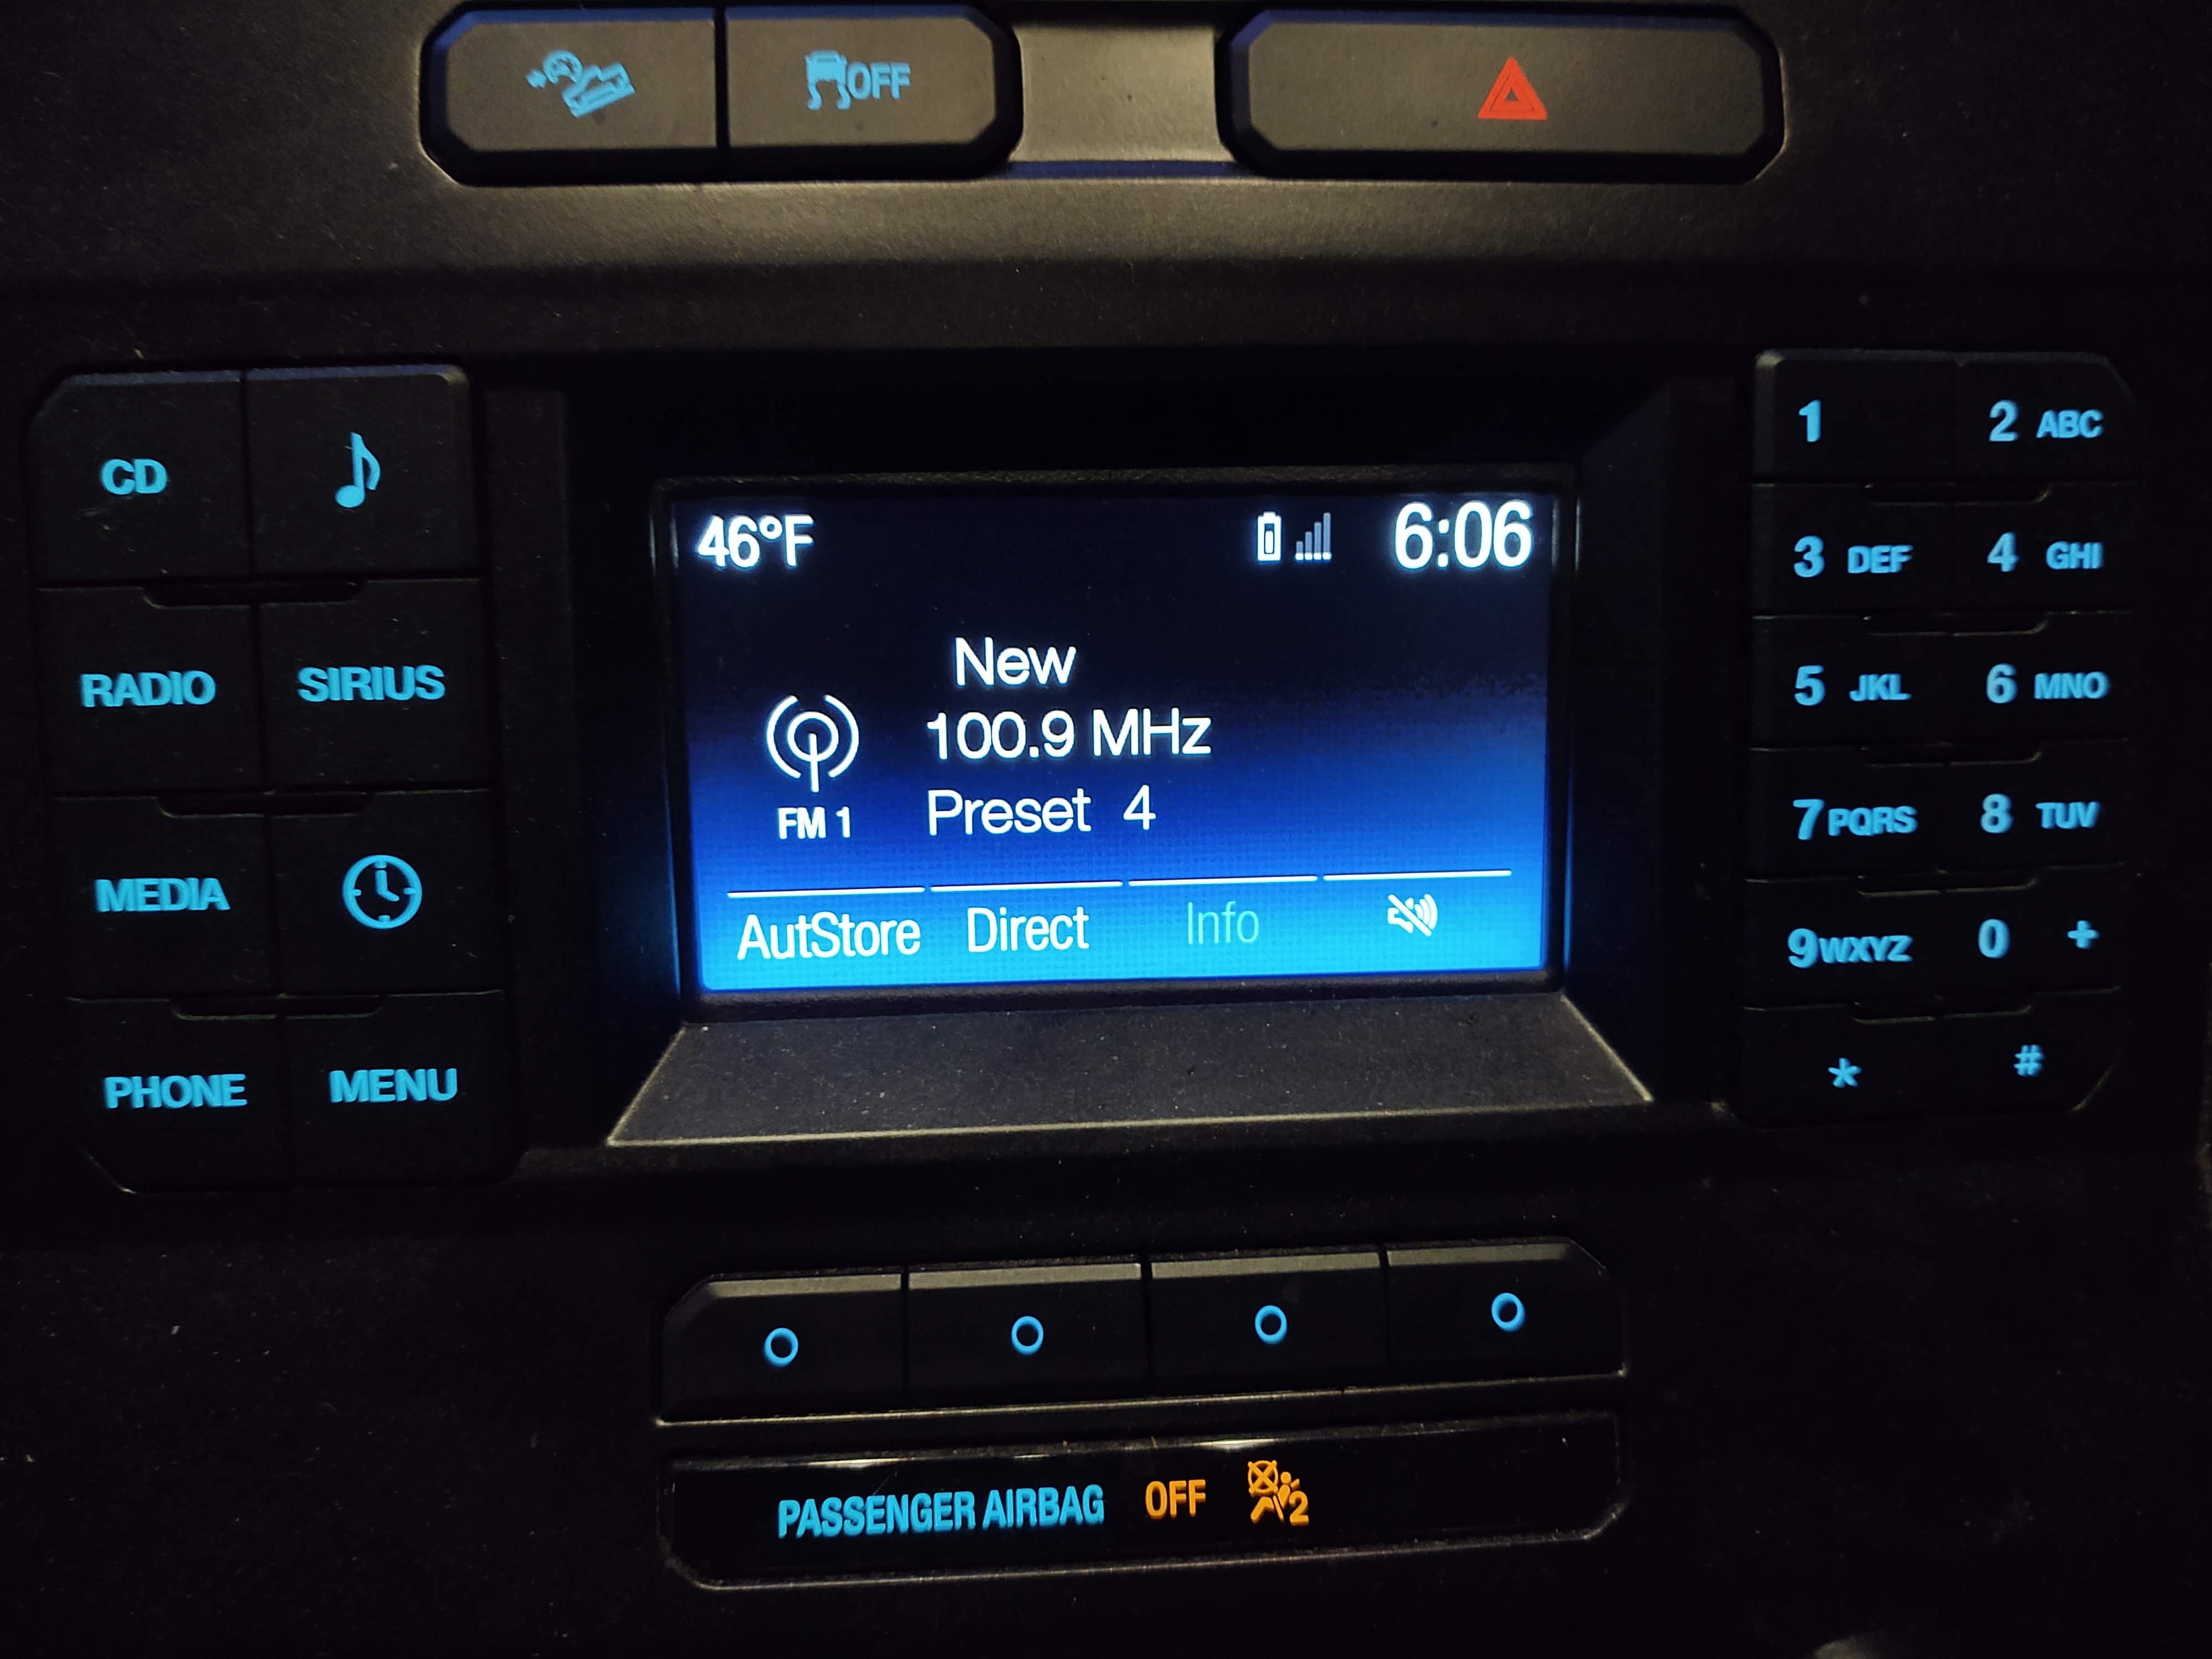 OFF
CD
RADIO SIRIUS
MEDIA
PHONE MENU
46°F 6:06
New
100.9 MHz
FM 1
Preset 4
AutStore Direct Info
1 2 ABC
3 DEF 4 GHI
5 JKL 6 MNO
7 PQRS 8 TUV
9 WXYZ 0 +
* #
PASSENGER AIRBAG OFF 2